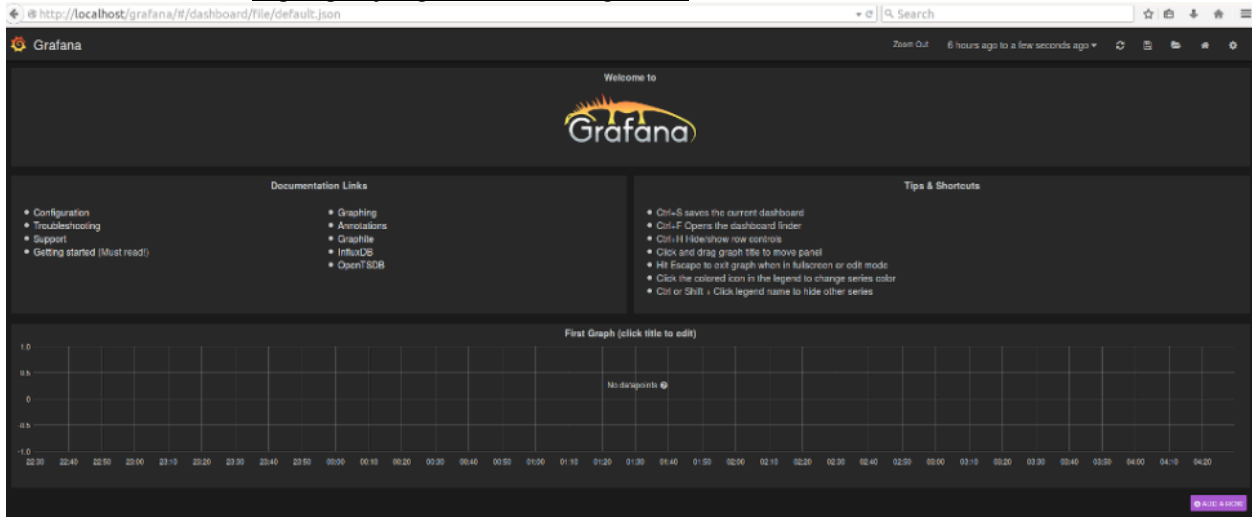 http://localhost/grafana/#/dashboard/file/default.json
Search
Grafana
Zoom Out 6 hours ago to a few seconds ago
Welcome to
Grafana
Documentation Links
Configuration
Troubleshooting
Support
Getting started (Must read!)
Graphing
Annotations
Graphite
InfluxDB
OpenTSDB
Tips & Shortcuts
Ctrl+S saves the current dashboard
Ctrl+F Opens the dashboard finder
Ctrl+H Hide/show row controls
Click and drag graph title to move panel
Hit Escape to exit graph when in fullscreen or edit mode
Click the colored icon in the legend to change series color
Ctrl or Shift + Click legend name to hide other series
First Graph (click title to edit)
1.0
0.5
No datapoints
0
-0.5
-1.0
22:30 22:40 22:50 23:00 23:10 23:20 23:30 23:40 23:50 00:00 00:10 00:20 00:30 00:40 00:50 01:00 01:10 01:20 01:30 01:40 01:50 02:00 02:10 02:20 02:30 02:40 02:50 03:00 03:10 03:20 03:30 03:40 03:50 04:00 04:10 04:20
ADD A ROW